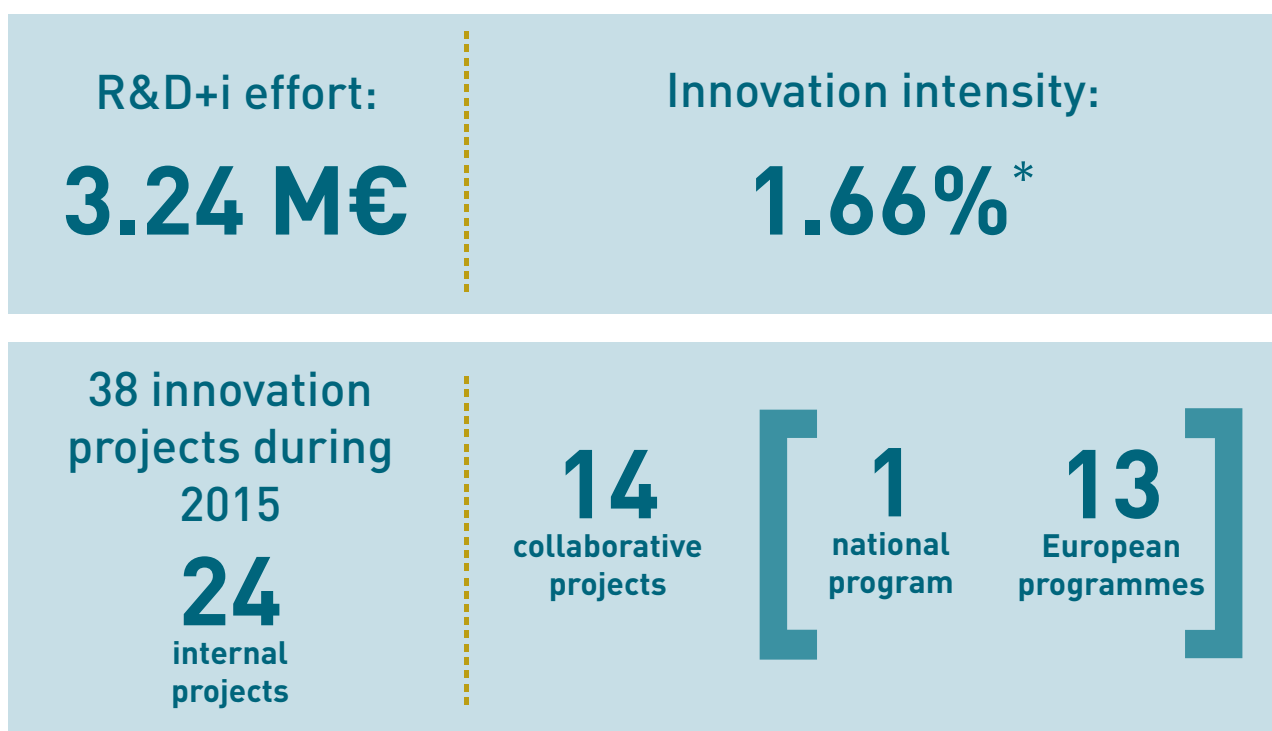 R&D+i effort:
3.24 M€
Innovation intensity:
1.66%*
38 innovation
projects during
2015
24
internal
projects
14
collaborative
projects
1
national
program
13
European
programmes